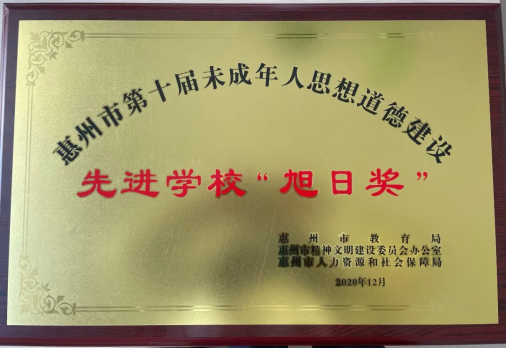 惠州市第十届未成年人思想道德建设
先进学校“旭日奖”
惠州市教育局
惠州市精神文明建设委员会办公室
惠州市人力资源和社会保障局
2020年12月